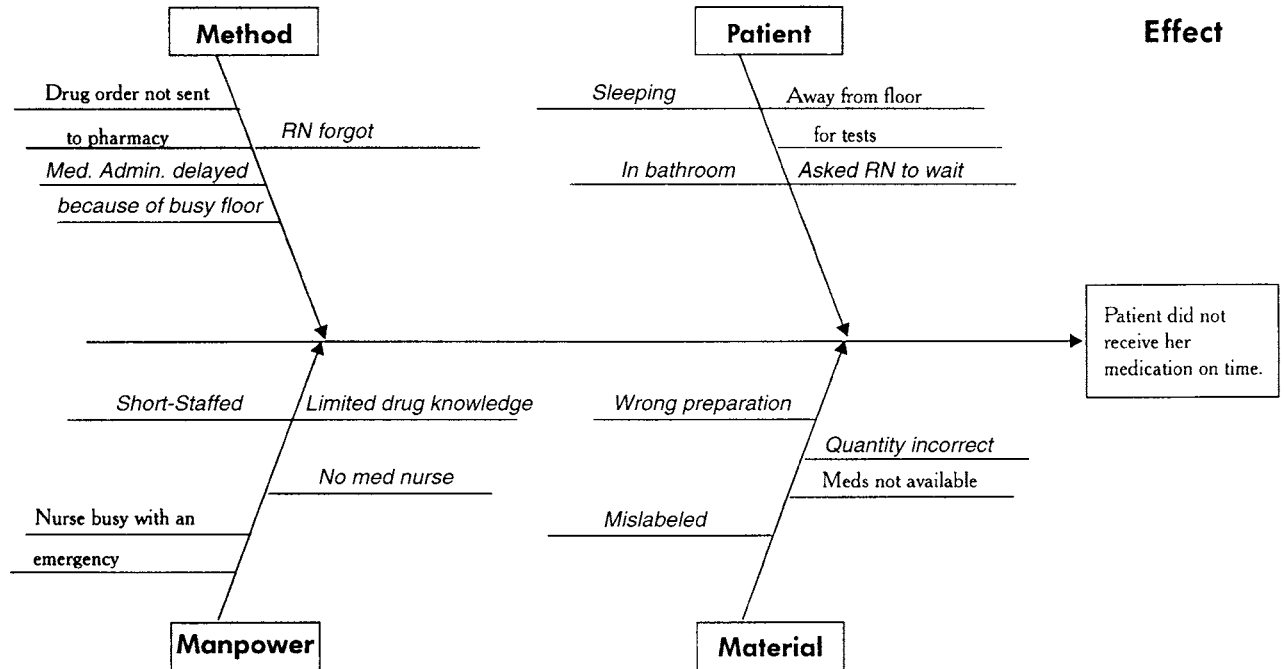 Method
Patient
Effect
Drug order not sent
to pharmacy
RN forgot
Med. Admin. delayed
because of busy floor
Sleeping
Away from floor
for tests
In bathroom
Asked RN to wait
Patient did not
receive her
medication on time.
Short-Staffed
Limited drug knowledge
No med nurse
Nurse busy with an
emergency
Wrong preparation
Quantity incorrect
Meds not available
Mislabeled
Manpower
Material